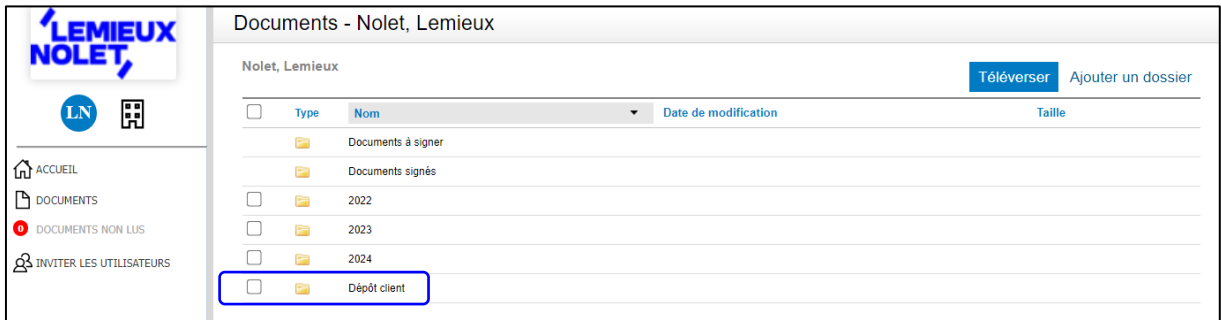 LEMIEUX
NOLET,
LN
ACCUEIL
DOCUMENTS
0 DOCUMENTS NON LUS
INVITER LES UTILISATEURS
Documents - Nolet, Lemieux
Nolet, Lemieux
Téléverser Ajouter un dossier
Type Nom Date de modification Taille
Documents à signer
Documents signés
2022
2023
2024
Dépôt client